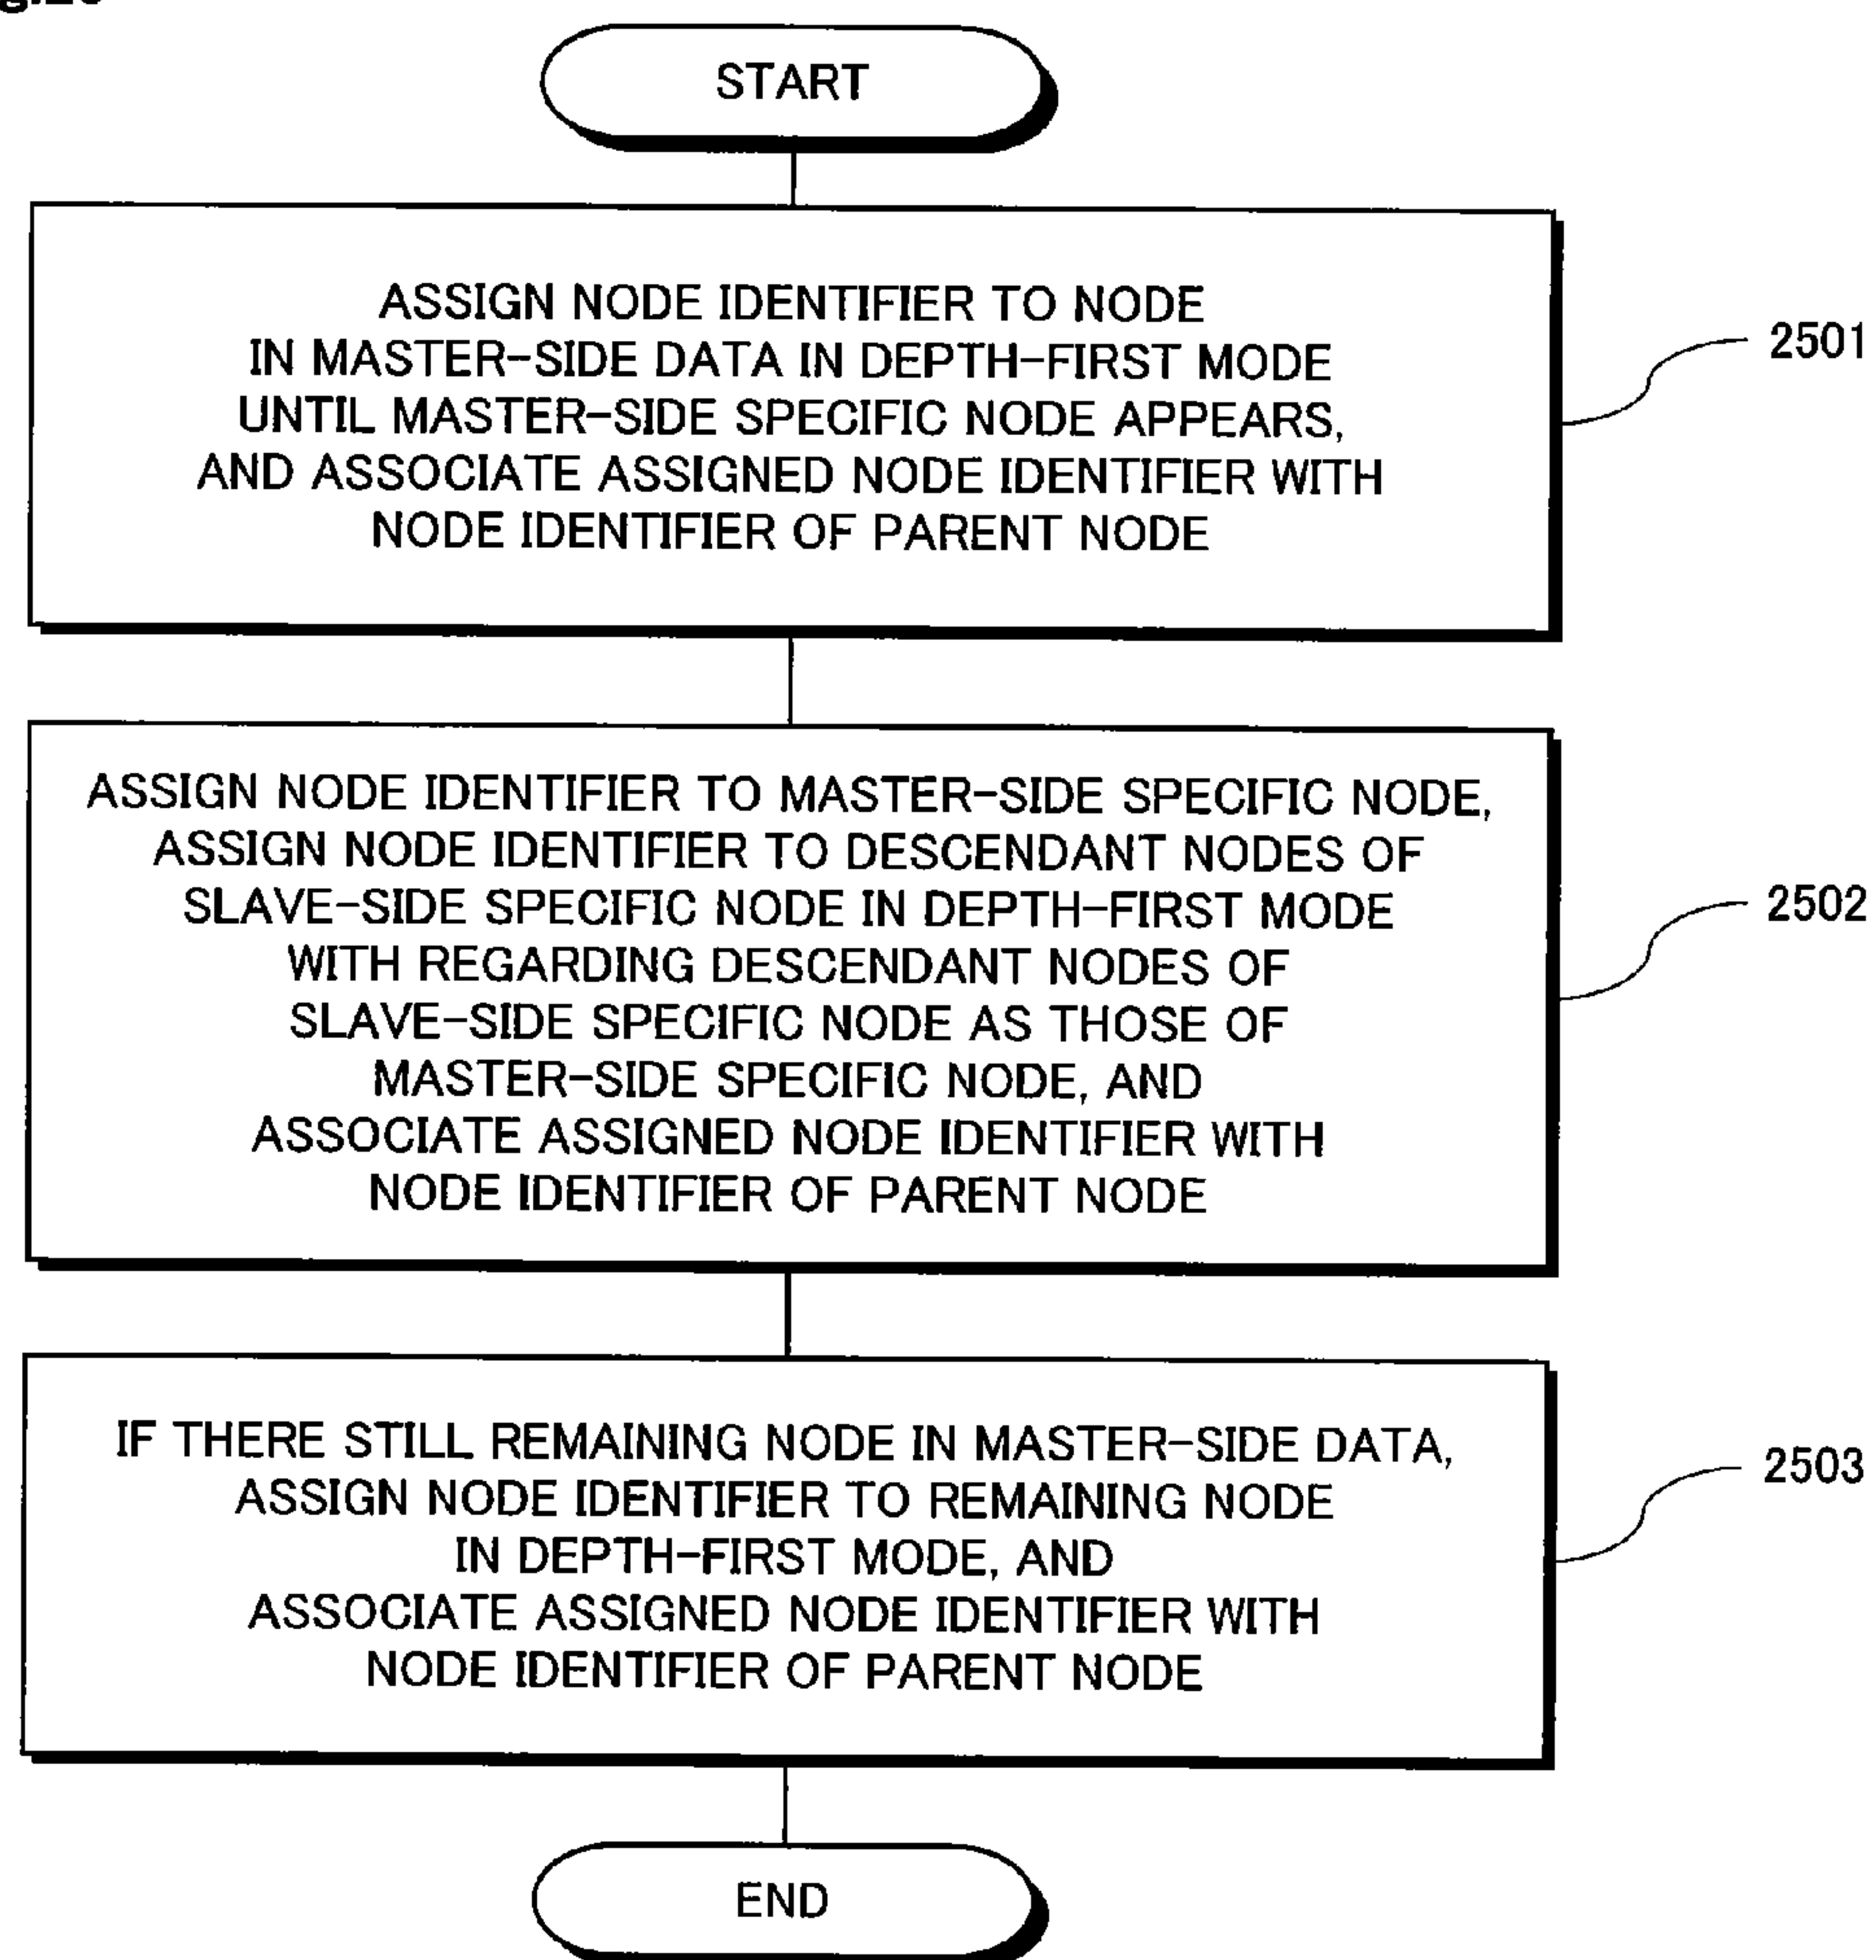 START
ASSIGN NODE IDENTIFIER TO NODE
IN MASTER-SIDE DATA IN DEPTH-FIRST MODE
UNTIL MASTER-SIDE SPECIFIC NODE APPEARS,
AND ASSOCIATE ASSIGNED NODE IDENTIFIER WITH
NODE IDENTIFIER OF PARENT NODE
2501
ASSIGN NODE IDENTIFIER TO MASTER-SIDE SPECIFIC NODE,
ASSIGN NODE IDENTIFIER TO DESCENDANT NODES OF
SLAVE-SIDE SPECIFIC NODE IN DEPTH-FIRST MODE
WITH REGARDING DESCENDANT NODES OF
SLAVE-SIDE SPECIFIC NODE AS THOSE OF
MASTER-SIDE SPECIFIC NODE, AND
ASSOCIATE ASSIGNED NODE IDENTIFIER WITH
NODE IDENTIFIER OF PARENT NODE
2502
IF THERE STILL REMAINING NODE IN MASTER-SIDE DATA,
ASSIGN NODE IDENTIFIER TO REMAINING NODE
IN DEPTH-FIRST MODE, AND
ASSOCIATE ASSIGNED NODE IDENTIFIER WITH
NODE IDENTIFIER OF PARENT NODE
2503
END